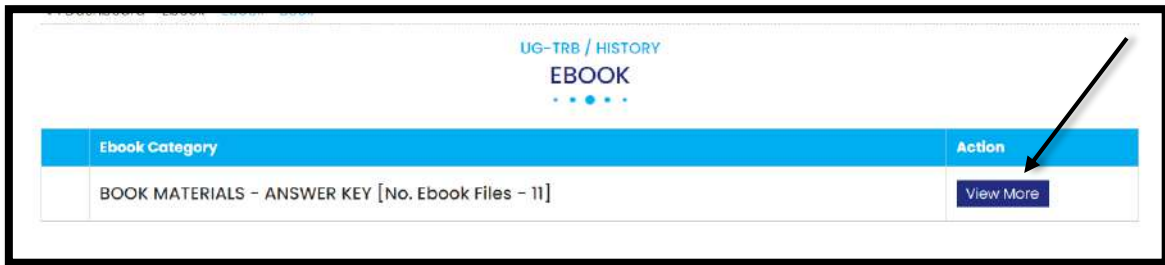 UG-TRB / HISTORY
EBOOK
Ebook Category Action
BOOK MATERIALS - ANSWER KEY [No. Ebook Files - 11] View More